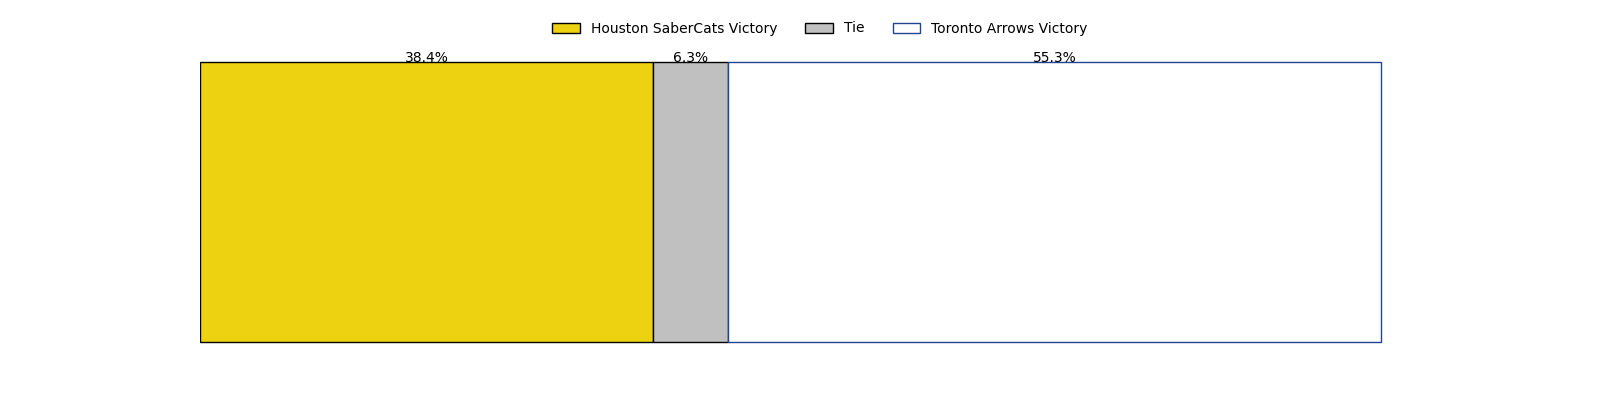 Houston SaberCats Victory Tie Toronto Arrows Victory
38.4% 6.3% 55.3%